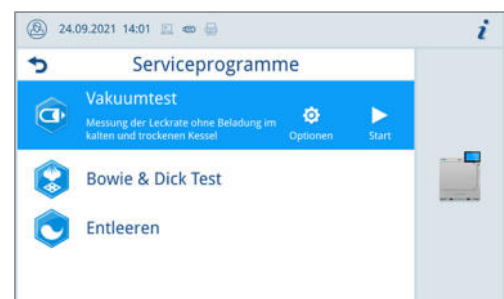 24.09.2021 14:01
i
Serviceprogramme
Vakuumtest
Messung der Leckrate ohne Beladung im
kalten und trockenen Kessel
Optionen
Start
Bowie & Dick Test
Entleeren